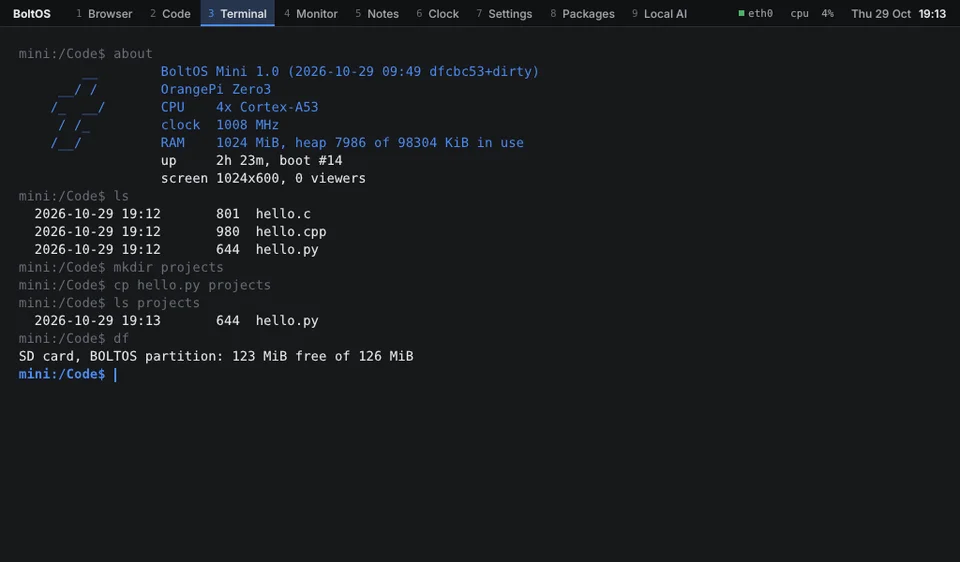 BoltOS 1 Browser 2 Code 3 Terminal 4 Monitor 5 Notes 6 Clock 7 Settings 8 Packages 9 Local AI eth0 cpu 4% Thu 29 Oct 19:13
mini:/Code$ about
BoltOS Mini 1.0 (2026-10-29 09:49 dfcbc53+dirty)
OrangePi Zero3
CPU 4x Cortex-A53
clock 1008 MHz
RAM 1024 MiB, heap 7986 of 98304 KiB in use
up 2h 23m, boot #14
screen 1024x600, 0 viewers
mini:/Code$ ls
2026-10-29 19:12 801 hello.c
2026-10-29 19:12 980 hello.cpp
2026-10-29 19:12 644 hello.py
mini:/Code$ mkdir projects
mini:/Code$ cp hello.py projects
mini:/Code$ ls projects
2026-10-29 19:13 644 hello.py
mini:/Code$ df
SD card, BOLTOS partition: 123 MiB free of 126 MiB
mini:/Code$